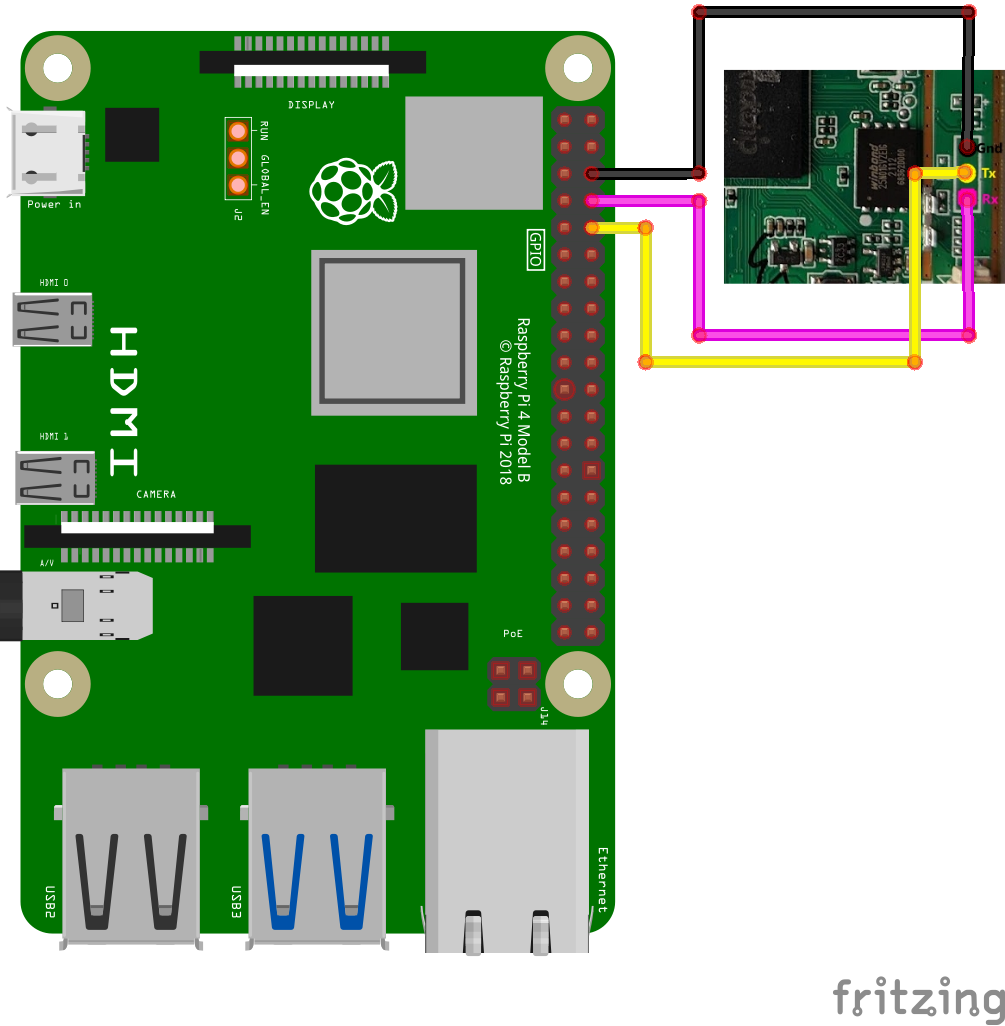 DISPLAY
RUN
GLOBAL_EN
J2
Power in
Gnd
Tx
Rx
winbond
GPIO
HDMI 0
HDMI
Raspberry Pi 4 Model B
© Raspberry Pi 2018
HDMI 1
CAMERA
A/V
PoE
J14
USB2
USB3
Ethernet
fritzing